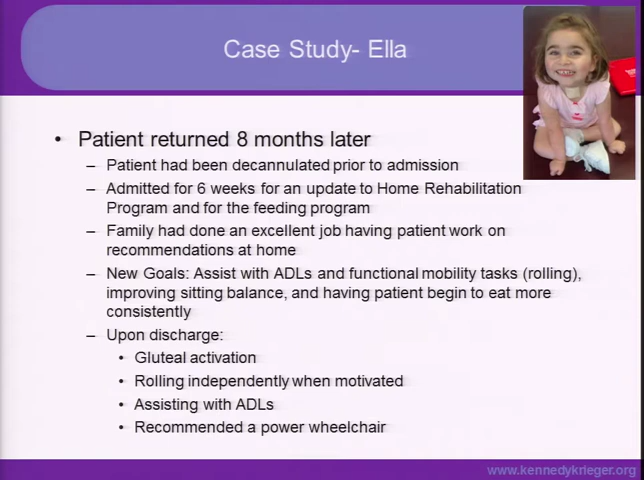 Case Study- Ella
• Patient returned 8 months later
– Patient had been decannulated prior to admission
– Admitted for 6 weeks for an update to Home Rehabilitation
Program and for the feeding program
– Family had done an excellent job having patient work on
recommendations at home
– New Goals: Assist with ADLs and functional mobility tasks (rolling),
improving sitting balance, and having patient begin to eat more
consistently
– Upon discharge:
• Gluteal activation
• Rolling independently when motivated
• Assisting with ADLs
• Recommended a power wheelchair
www.kennedykrieger.org